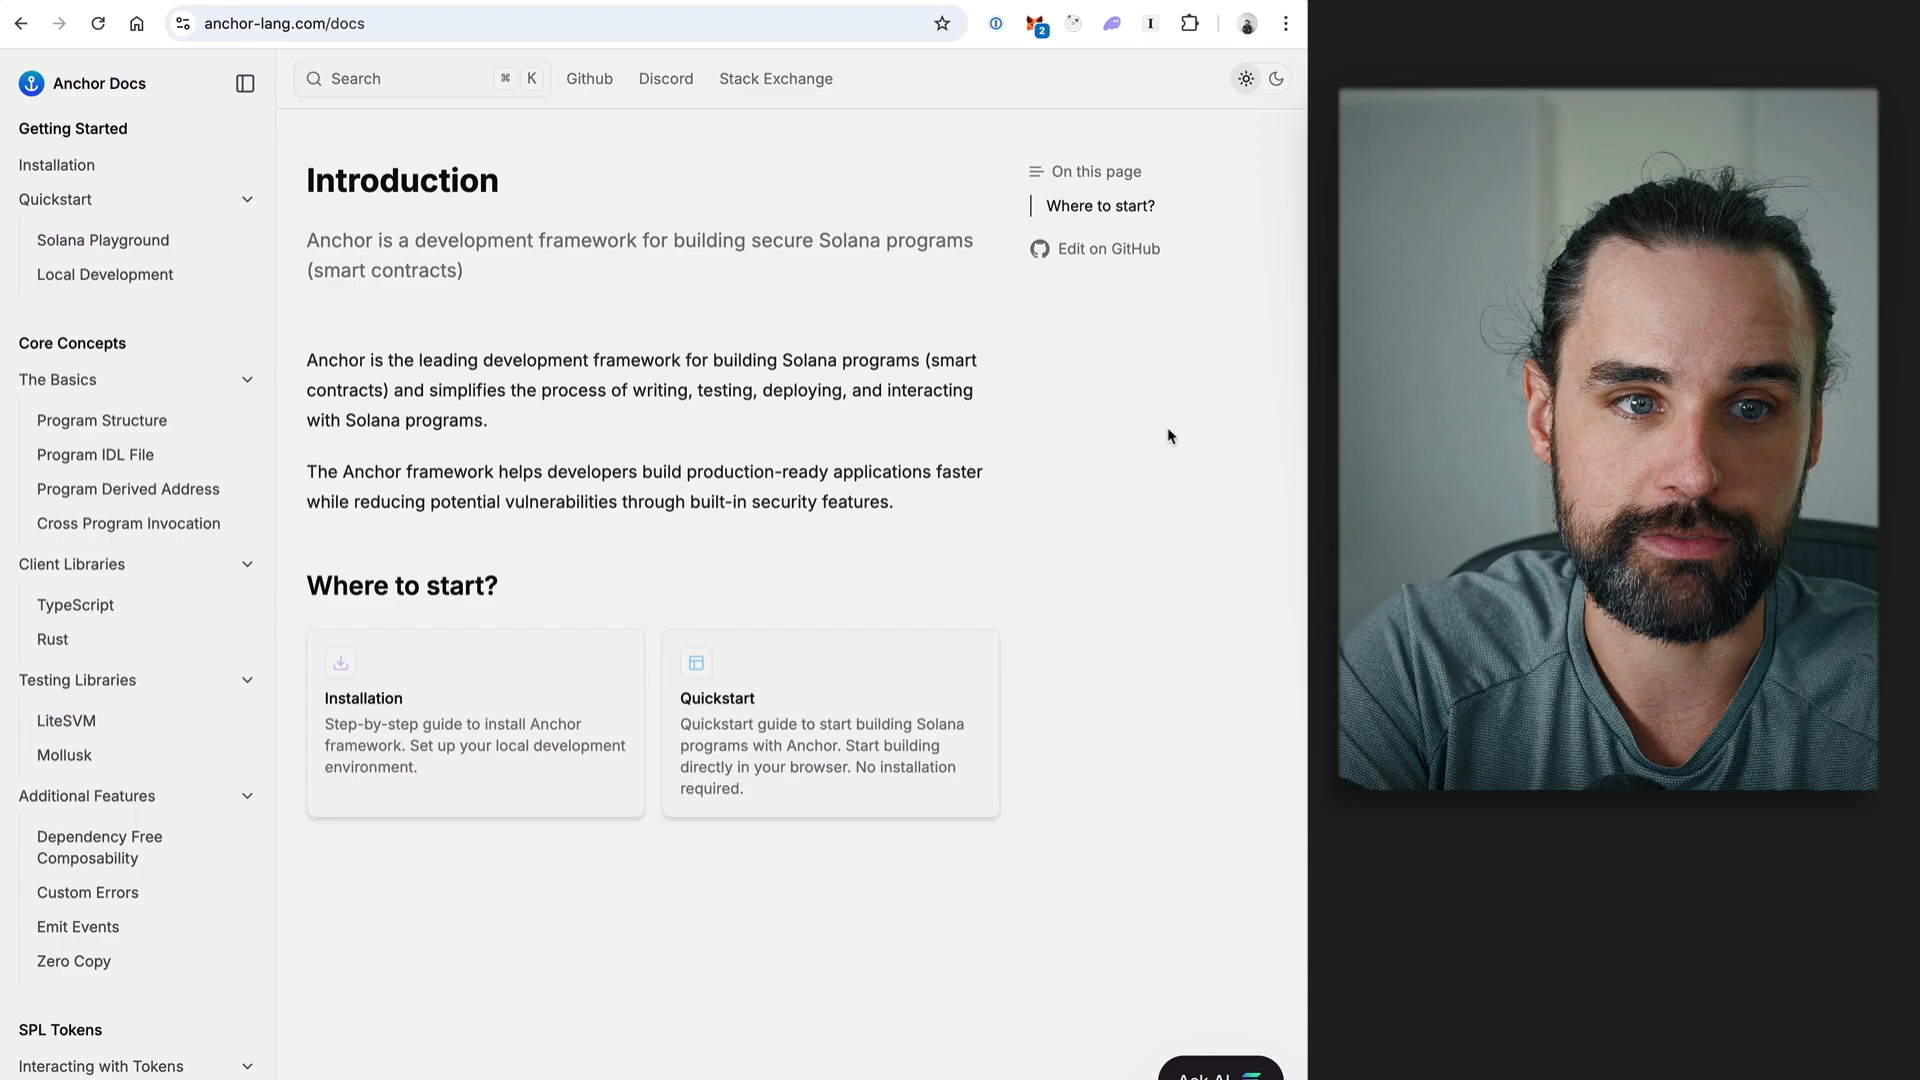 anchor-lang.com/docs
2
I
Anchor Docs
Getting Started
Installation
Quickstart
Solana Playground
Local Development
Core Concepts
The Basics
Program Structure
Program IDL File
Program Derived Address
Cross Program Invocation
Client Libraries
TypeScript
Rust
Testing Libraries
LiteSVM
Mollusk
Additional Features
Dependency Free
Composability
Custom Errors
Emit Events
Zero Copy
SPL Tokens
Interacting with Tokens
Search ⌘ K Github Discord Stack Exchange
Introduction
Anchor is a development framework for building secure Solana programs
(smart contracts)
Anchor is the leading development framework for building Solana programs (smart
contracts) and simplifies the process of writing, testing, deploying, and interacting
with Solana programs.
The Anchor framework helps developers build production-ready applications faster
while reducing potential vulnerabilities through built-in security features.
Where to start?
Installation
Step-by-step guide to install Anchor
framework. Set up your local development
environment.
Quickstart
Quickstart guide to start building Solana
programs with Anchor. Start building
directly in your browser. No installation
required.
On this page
Where to start?
Edit on GitHub
Ask AI